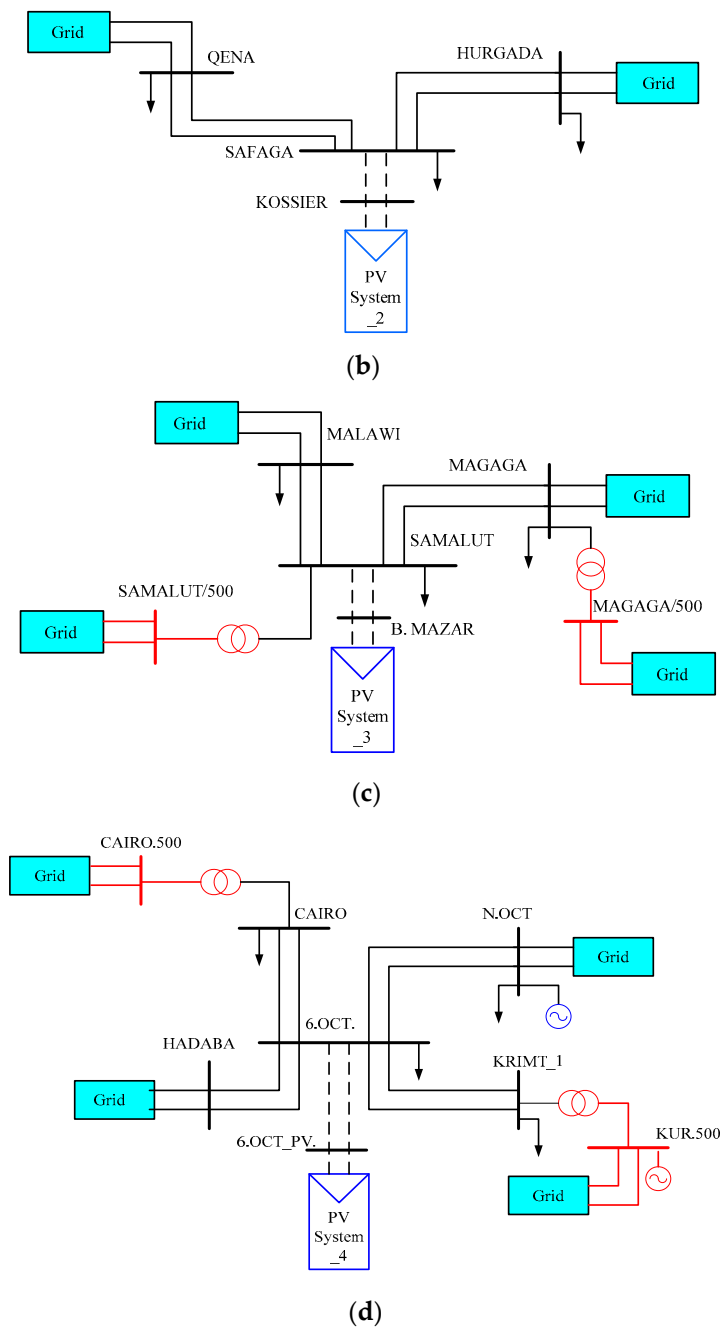 Grid
QENA
HURGADA
Grid
SAFAGA
KOSSIER
PV
System
_2
(b)
Grid
MALAWI
MAGAGA
Grid
SAMALUT
SAMALUT/500
Grid
MAGAGA/500
B. MAZAR
Grid
PV
System
_3
(c)
CAIRO.500
Grid
CAIRO
N.OCT
Grid
6.OCT.
HADABA
KRIMT_1
Grid
KUR.500
6.OCT_PV.
Grid
PV
System
_4
(d)